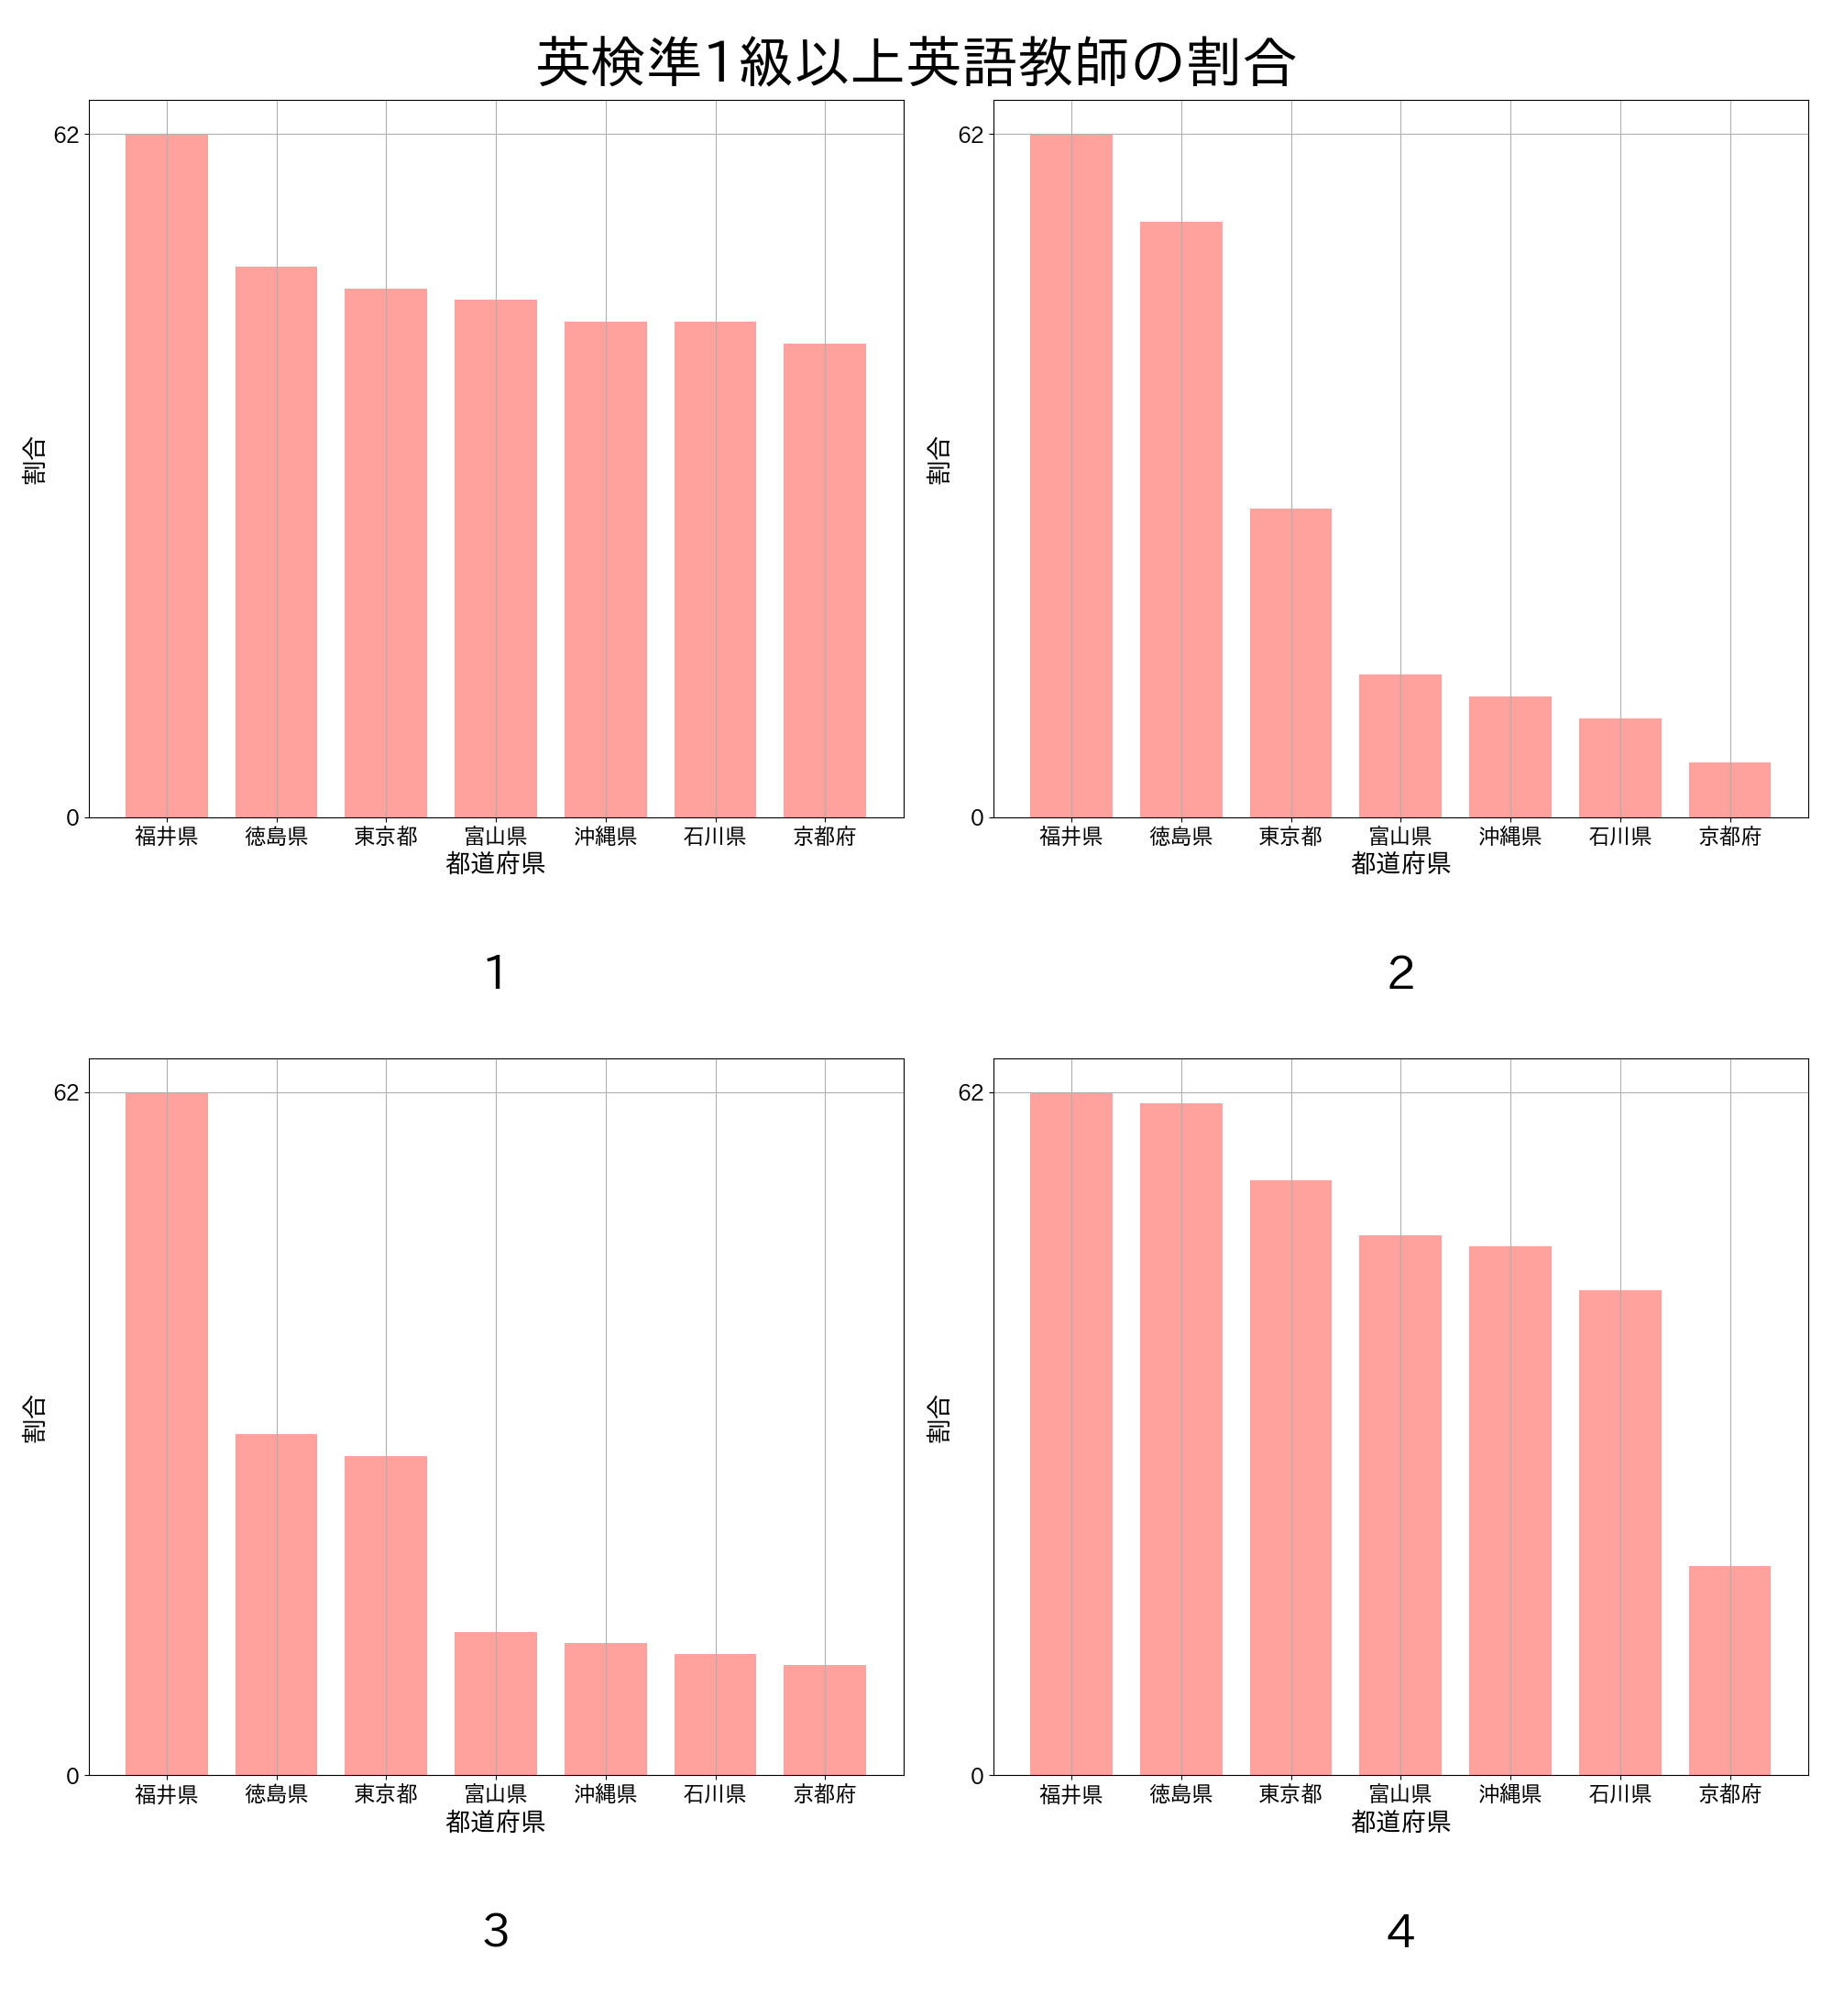 英検準1級以上英語教師の割合
62
0
割合
福井県 徳島県 東京都 富山県 沖縄県 石川県 京都府
都道府県
1
62
0
割合
福井県 徳島県 東京都 富山県 沖縄県 石川県 京都府
都道府県
2
62
0
割合
福井県 徳島県 東京都 富山県 沖縄県 石川県 京都府
都道府県
3
62
0
割合
福井県 徳島県 東京都 富山県 沖縄県 石川県 京都府
都道府県
4